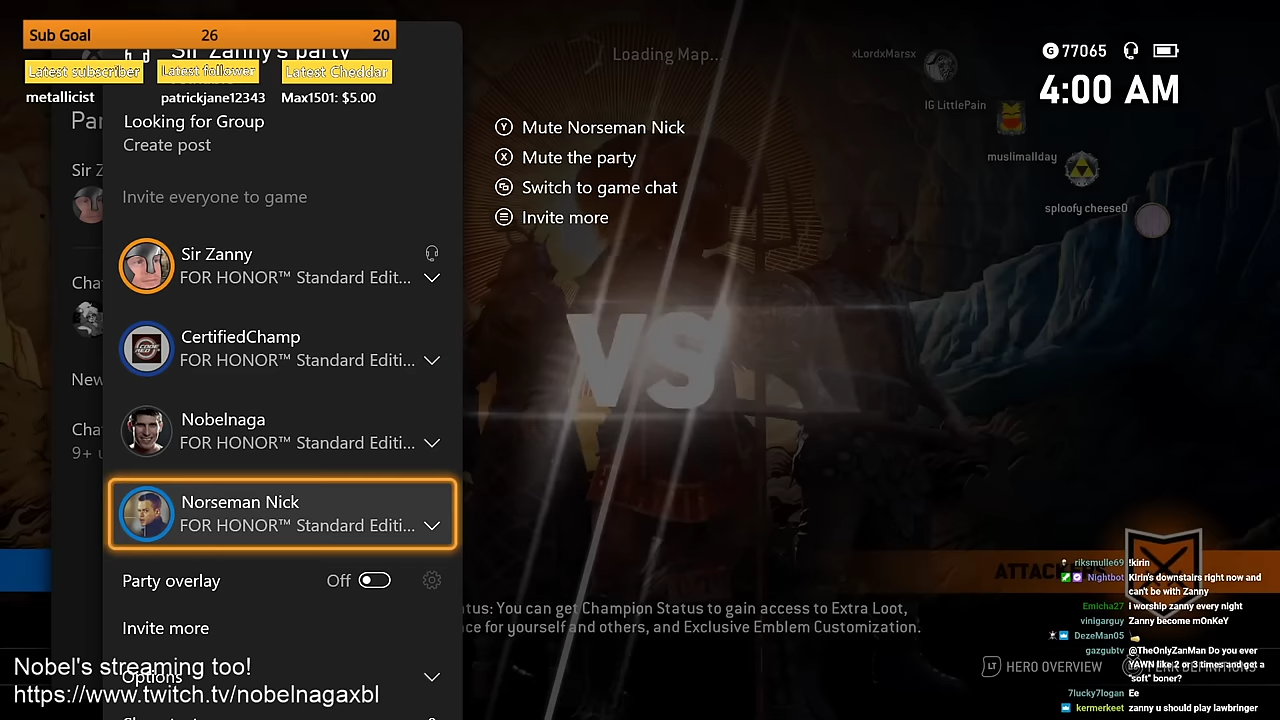 Sub Goal 26 20
Sir Zanny's party
Latest subscriber Latest follower Latest Cheddar
metallicist patrickjane12343 Max1501: $5.00
Looking for Group
Create post
Invite everyone to game
Sir Zanny
FOR HONOR™ Standard Edit...
CertifiedChamp
FOR HONOR™ Standard Editi...
Nobelnaga
FOR HONOR™ Standard Editi...
Norseman Nick
FOR HONOR™ Standard Editi...
Party overlay Off
Invite more
Options
Nobel's streaming too!
https://www.twitch.tv/nobelnagaxbl
Par
Sir Z
Cha
New
Cha
9+ u
Loading Map...
Y Mute Norseman Nick
X Mute the party
Switch to game chat
Invite more
VS
xLordxMarsx
IG LittlePain
muslimallday
sploofy cheese0
G 77065
4:00 AM
tus: You can get Champion Status to gain access to Extra Loot,
ce for yourself and others, and Exclusive Emblem Customization.
LT HERO OVERVIEW
riksmulle69 !kirin
Nightbot Kirin's downstairs right now and
can't be with Zanny
Emicha27 i worship zanny every night
vinigarguy Zanny become mOnKeY
DezeMan05
gazgubtv @TheOnlyZanMan Do you ever
YAWN like 2 or 3 times and get a
"soft" boner?
7lucky7logan Ee
kermerkeet zanny u should play lawbringer